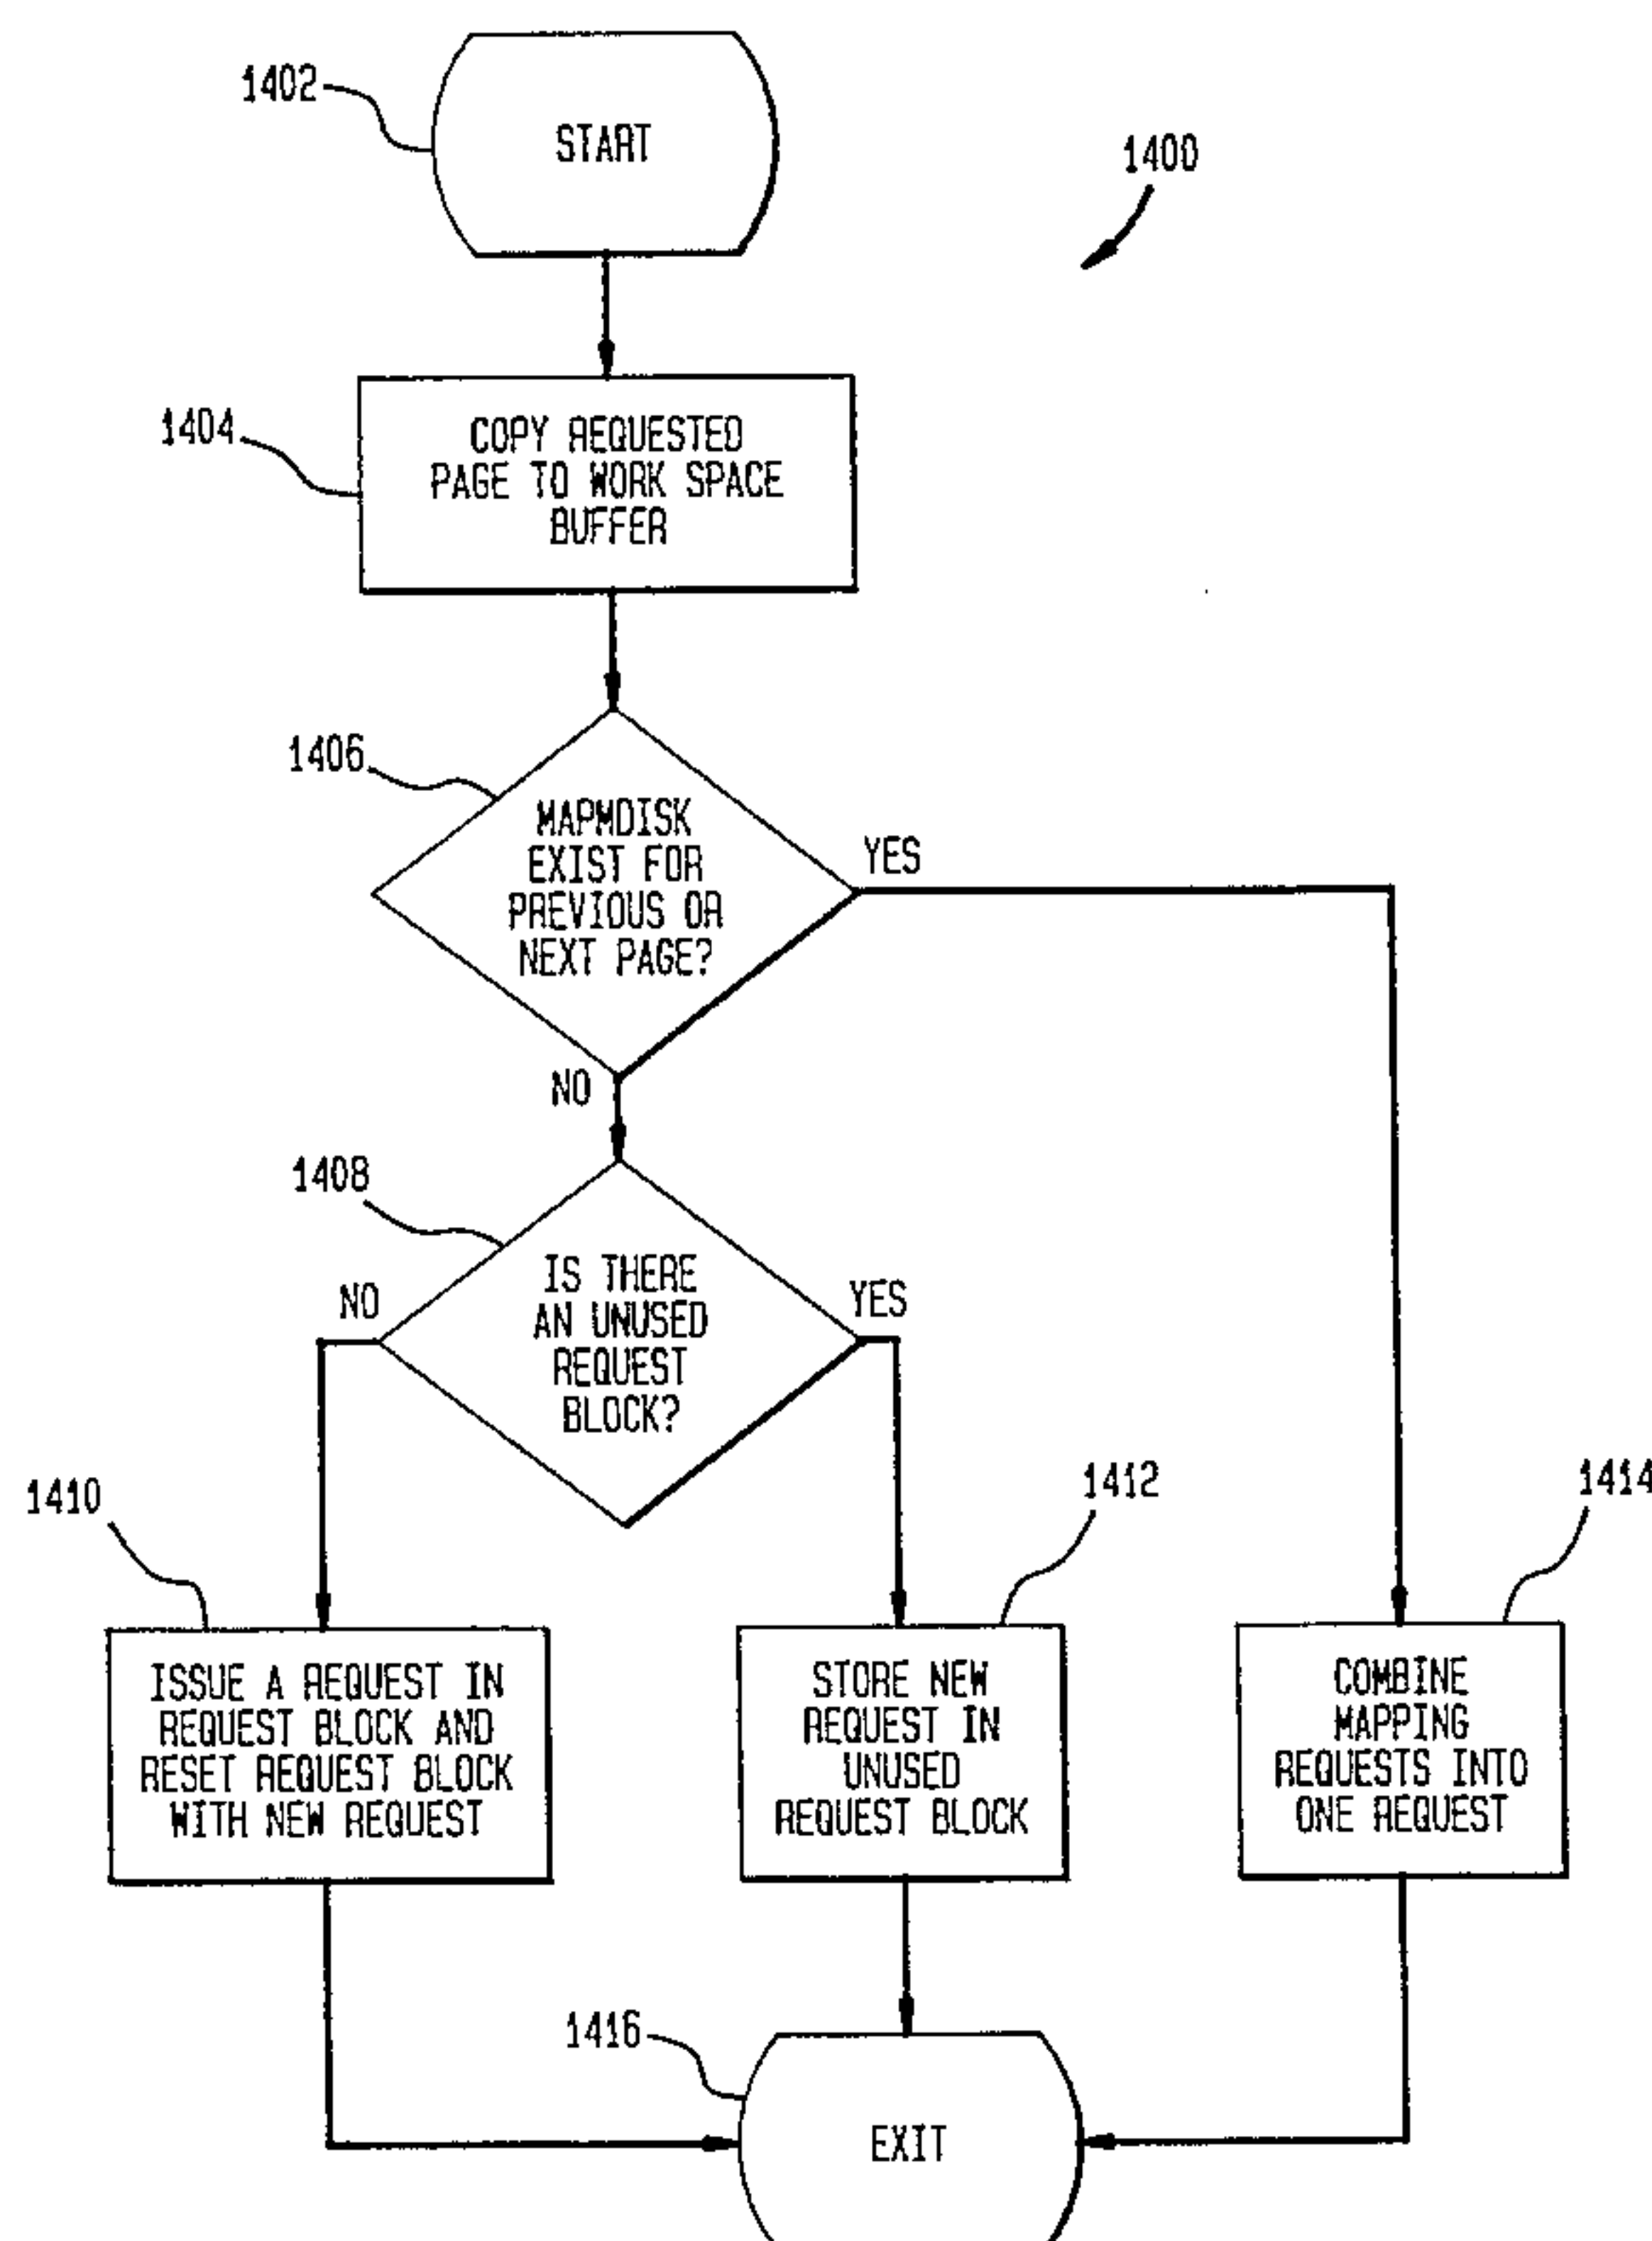 1402
START
1400
1404
COPY REQUESTED
PAGE TO WORK SPACE
BUFFER
1406
MAPMDISK
EXIST FOR
PREVIOUS OR
NEXT PAGE?
YES
NO
1408
IS THERE
AN UNUSED
REQUEST
BLOCK?
NO
YES
1410
1412
1414
ISSUE A REQUEST IN
REQUEST BLOCK AND
RESET REQUEST BLOCK
WITH NEW REQUEST
STORE NEW
REQUEST IN
UNUSED
REQUEST BLOCK
COMBINE
MAPPING
REQUESTS INTO
ONE REQUEST
1416
EXIT